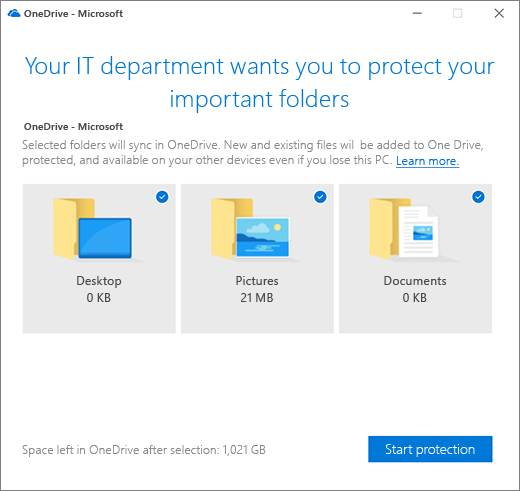 OneDrive - Microsoft
Your IT department wants you to protect your
important folders
OneDrive - Microsoft
Selected folders will sync in OneDrive. New and existing files will be added to One Drive,
protected, and available on your other devices even if you lose this PC. Learn more.
Desktop
0 KB
Pictures
21 MB
Documents
0 KB
Space left in OneDrive after selection: 1,021 GB
Start protection